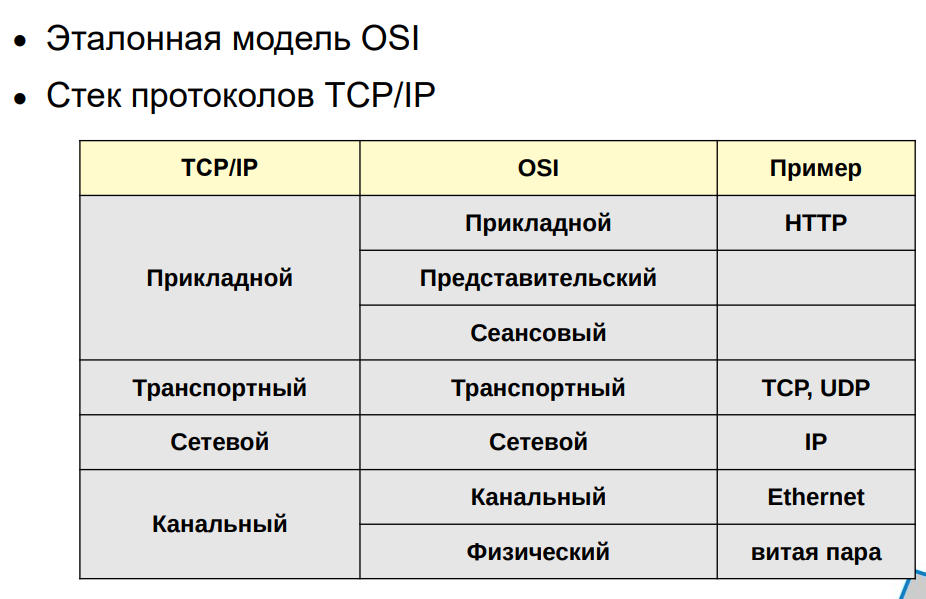 • Эталонная модель OSI
• Стек протоколов TCP/IP
TCP/IP OSI Пример
Прикладной Прикладной HTTP
Представительский
Сеансовый
Транспортный Транспортный TCP, UDP
Сетевой Сетевой IP
Канальный Канальный Ethernet
Физический витая пара